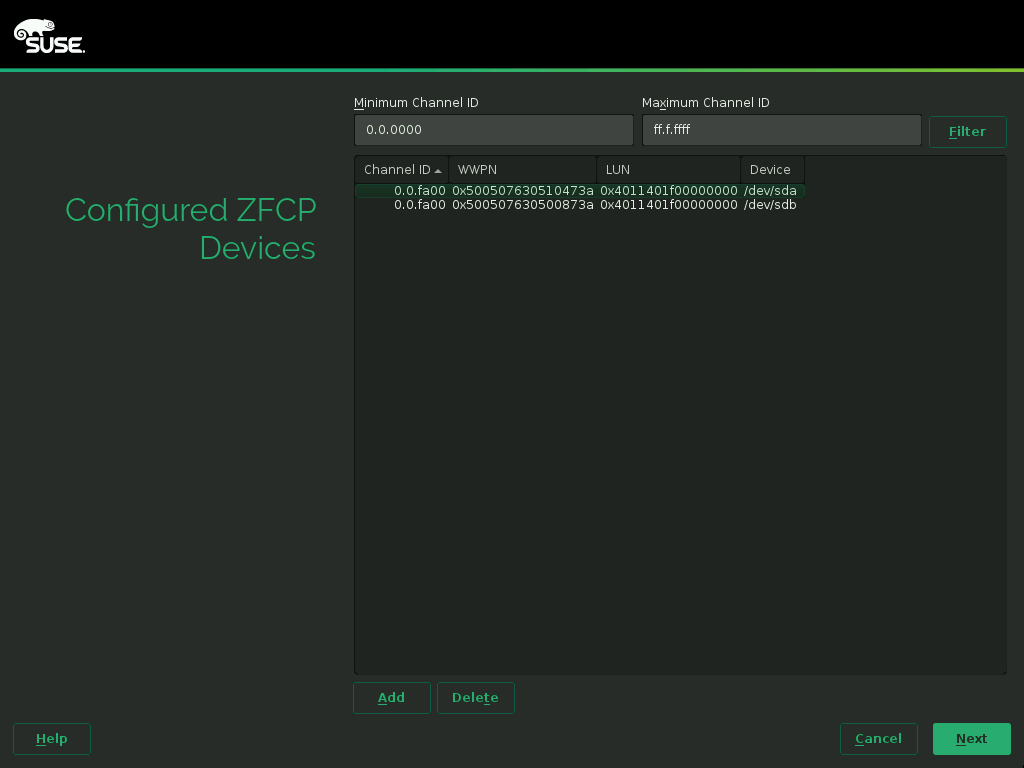 SUSE.
Minimum Channel ID Maximum Channel ID
0.0.0000 ff.f.ffff Filter
Configured ZFCP
Devices
Channel ID WWPN LUN Device
0.0.fa00 0x500507630510473a 0x4011401f00000000 /dev/sda
0.0.fa00 0x500507630500873a 0x4011401f00000000 /dev/sdb
Add Delete
Help Cancel Next